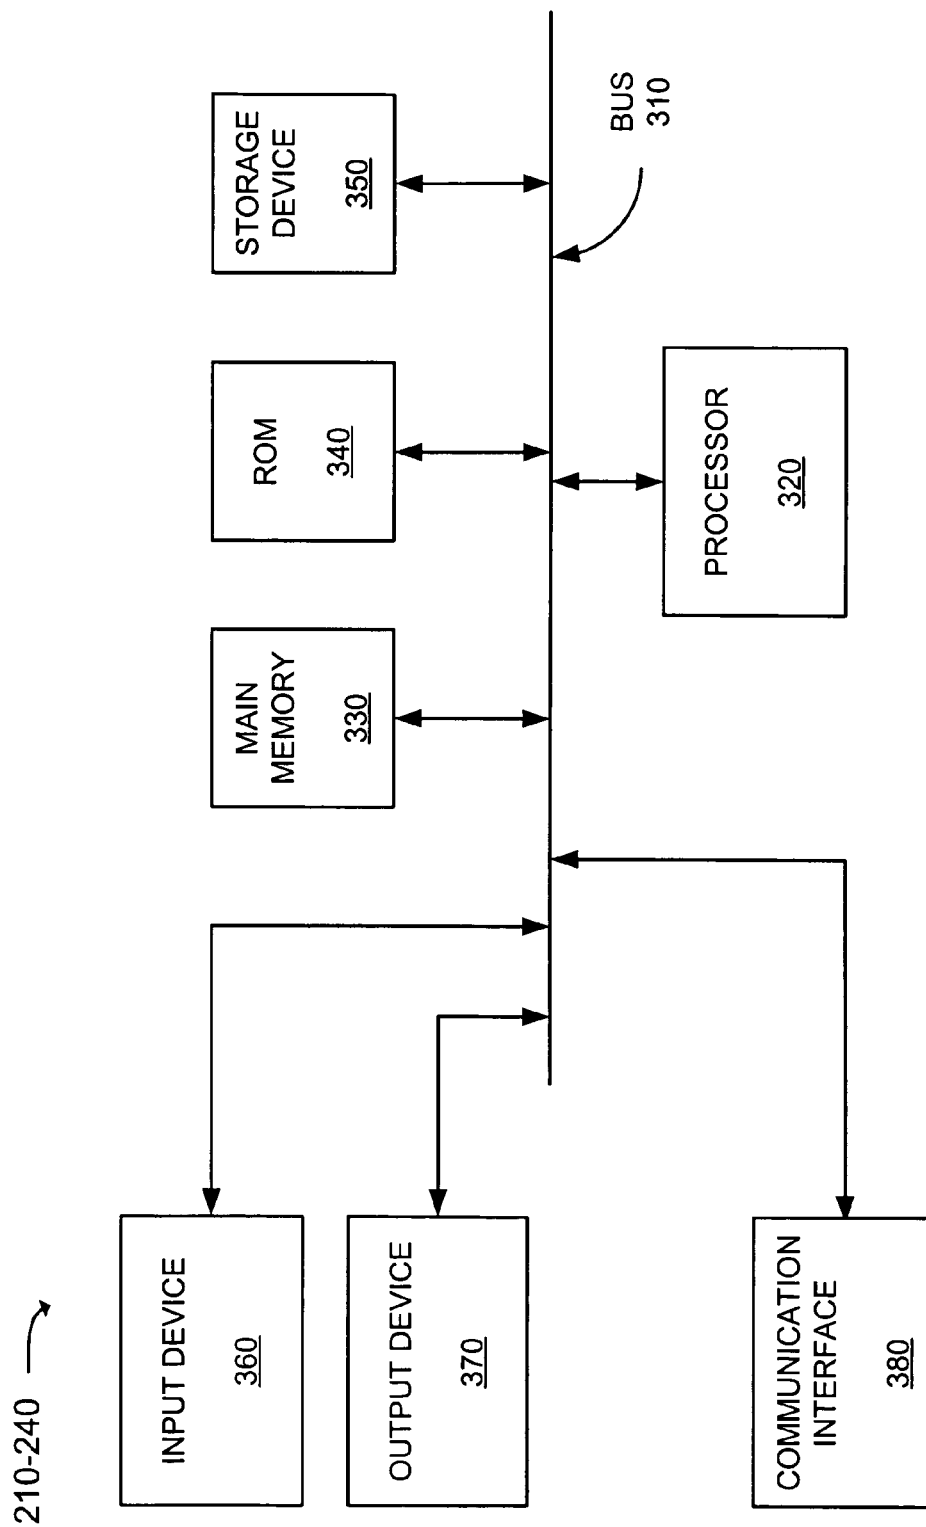 210-240
INPUT DEVICE
360
OUTPUT DEVICE
370
COMMUNICATION
INTERFACE
380
MAIN
MEMORY
330
ROM
340
STORAGE
DEVICE
350
PROCESSOR
320
BUS
310